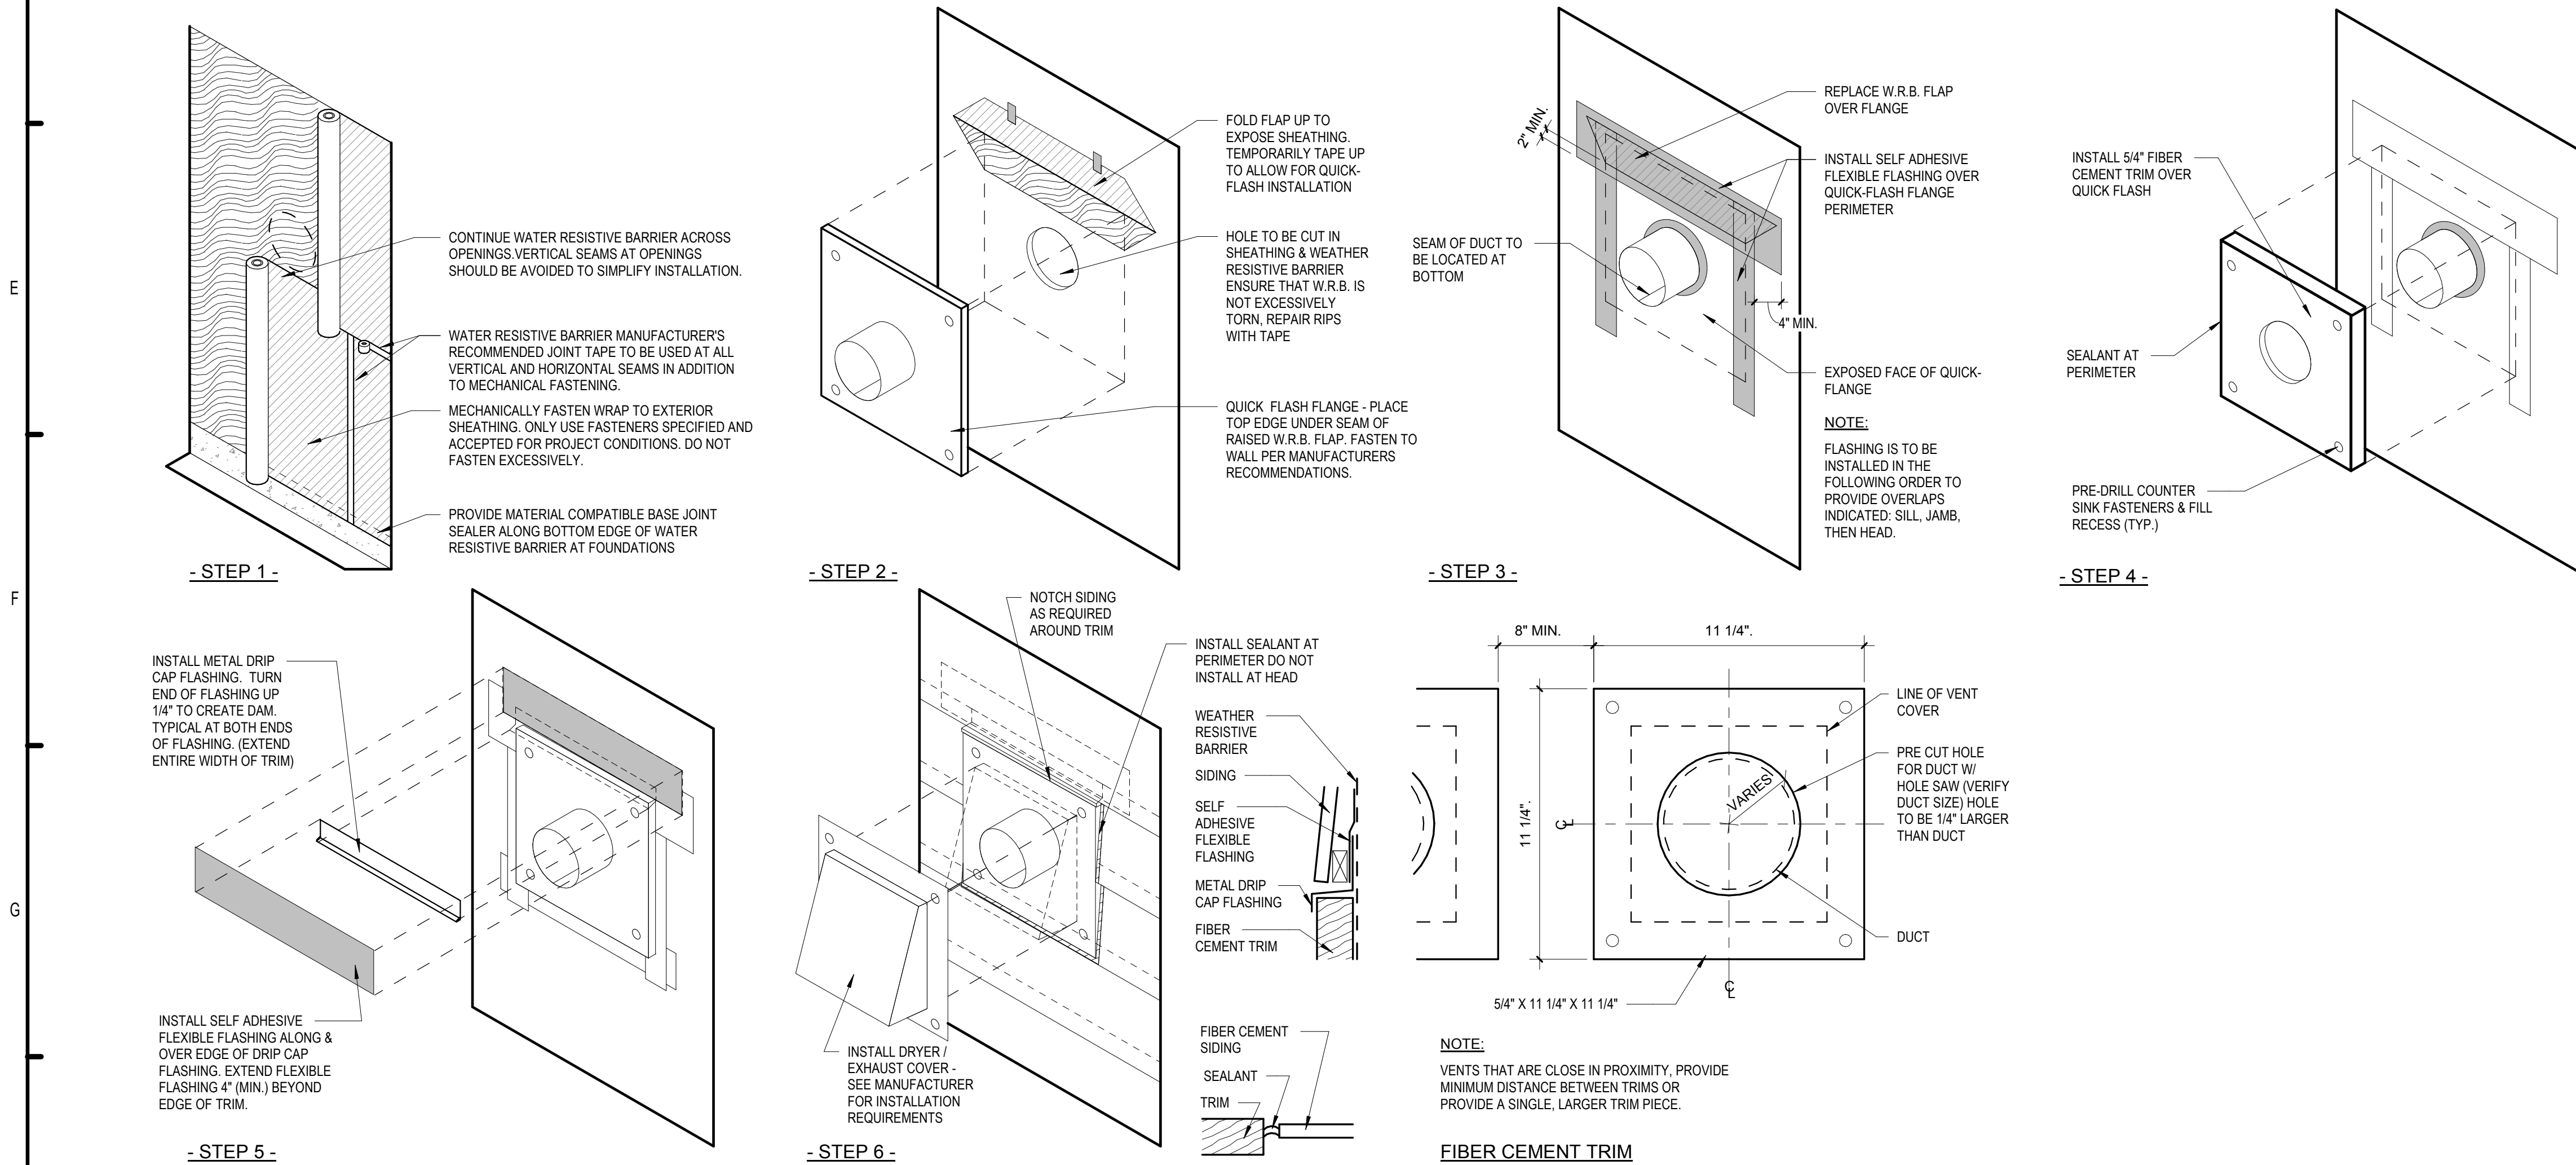 E
F
G
CONTINUE WATER RESISTIVE BARRIER ACROSS
OPENINGS.VERTICAL SEAMS AT OPENINGS
SHOULD BE AVOIDED TO SIMPLIFY INSTALLATION.
WATER RESISTIVE BARRIER MANUFACTURER'S
RECOMMENDED JOINT TAPE TO BE USED AT ALL
VERTICAL AND HORIZONTAL SEAMS IN ADDITION
TO MECHANICAL FASTENING.
MECHANICALLY FASTEN WRAP TO EXTERIOR
SHEATHING. ONLY USE FASTENERS SPECIFIED AND
ACCEPTED FOR PROJECT CONDITIONS. DO NOT
FASTEN EXCESSIVELY.
PROVIDE MATERIAL COMPATIBLE BASE JOINT
SEALER ALONG BOTTOM EDGE OF WATER
RESISTIVE BARRIER AT FOUNDATIONS
- STEP 1 -
FOLD FLAP UP TO
EXPOSE SHEATHING.
TEMPORARILY TAPE UP
TO ALLOW FOR QUICK-
FLASH INSTALLATION
HOLE TO BE CUT IN
SHEATHING & WEATHER
RESISTIVE BARRIER
ENSURE THAT W.R.B. IS
NOT EXCESSIVELY
TORN, REPAIR RIPS
WITH TAPE
QUICK FLASH FLANGE - PLACE
TOP EDGE UNDER SEAM OF
RAISED W.R.B. FLAP. FASTEN TO
WALL PER MANUFACTURERS
RECOMMENDATIONS.
- STEP 2 -
2" MIN.
REPLACE W.R.B. FLAP
OVER FLANGE
INSTALL SELF ADHESIVE
FLEXIBLE FLASHING OVER
QUICK-FLASH FLANGE
PERIMETER
SEAM OF DUCT TO
BE LOCATED AT
BOTTOM
4" MIN.
EXPOSED FACE OF QUICK-
FLANGE
NOTE:
FLASHING IS TO BE
INSTALLED IN THE
FOLLOWING ORDER TO
PROVIDE OVERLAPS
INDICATED: SILL, JAMB,
THEN HEAD.
- STEP 3 -
INSTALL 5/4" FIBER
CEMENT TRIM OVER
QUICK FLASH
SEALANT AT
PERIMETER
PRE-DRILL COUNTER
SINK FASTENERS & FILL
RECESS (TYP.)
- STEP 4 -
INSTALL METAL DRIP
CAP FLASHING. TURN
END OF FLASHING UP
1/4" TO CREATE DAM.
TYPICAL AT BOTH ENDS
OF FLASHING. (EXTEND
ENTIRE WIDTH OF TRIM)
INSTALL SELF ADHESIVE
FLEXIBLE FLASHING ALONG &
OVER EDGE OF DRIP CAP
FLASHING. EXTEND FLEXIBLE
FLASHING 4" (MIN.) BEYOND
EDGE OF TRIM.
- STEP 5 -
NOTCH SIDING
AS REQUIRED
AROUND TRIM
INSTALL SEALANT AT
PERIMETER DO NOT
INSTALL AT HEAD
INSTALL DRYER /
EXHAUST COVER -
SEE MANUFACTURER
FOR INSTALLATION
REQUIREMENTS
- STEP 6 -
WEATHER
RESISTIVE
BARRIER
SIDING
SELF
ADHESIVE
FLEXIBLE
FLASHING
METAL DRIP
CAP FLASHING
FIBER
CEMENT TRIM
FIBER CEMENT
SIDING
SEALANT
TRIM
8" MIN.
11 1/4".
11 1/4".
CL
VARIES
CL
LINE OF VENT
COVER
PRE CUT HOLE
FOR DUCT W/
HOLE SAW (VERIFY
DUCT SIZE) HOLE
TO BE 1/4" LARGER
THAN DUCT
DUCT
5/4" X 11 1/4" X 11 1/4"
NOTE:
VENTS THAT ARE CLOSE IN PROXIMITY, PROVIDE
MINIMUM DISTANCE BETWEEN TRIMS OR
PROVIDE A SINGLE, LARGER TRIM PIECE.
FIBER CEMENT TRIM